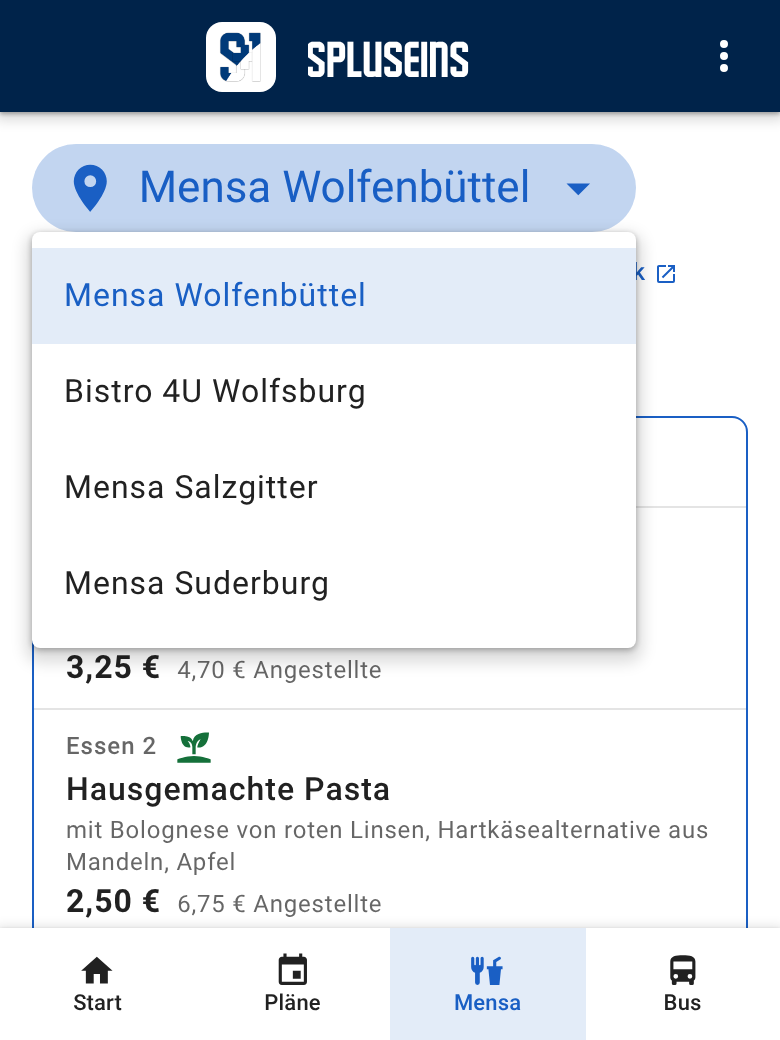 SPLUSEINS
Mensa Wolfenbüttel
Mensa Wolfenbüttel
Bistro 4U Wolfsburg
Mensa Salzgitter
Mensa Suderburg
3,25 € 4,70 € Angestellte
Essen 2
Hausgemachte Pasta
mit Bolognese von roten Linsen, Hartkäsealternative aus
Mandeln, Apfel
2,50 € 6,75 € Angestellte
Start
Pläne
Mensa
Bus